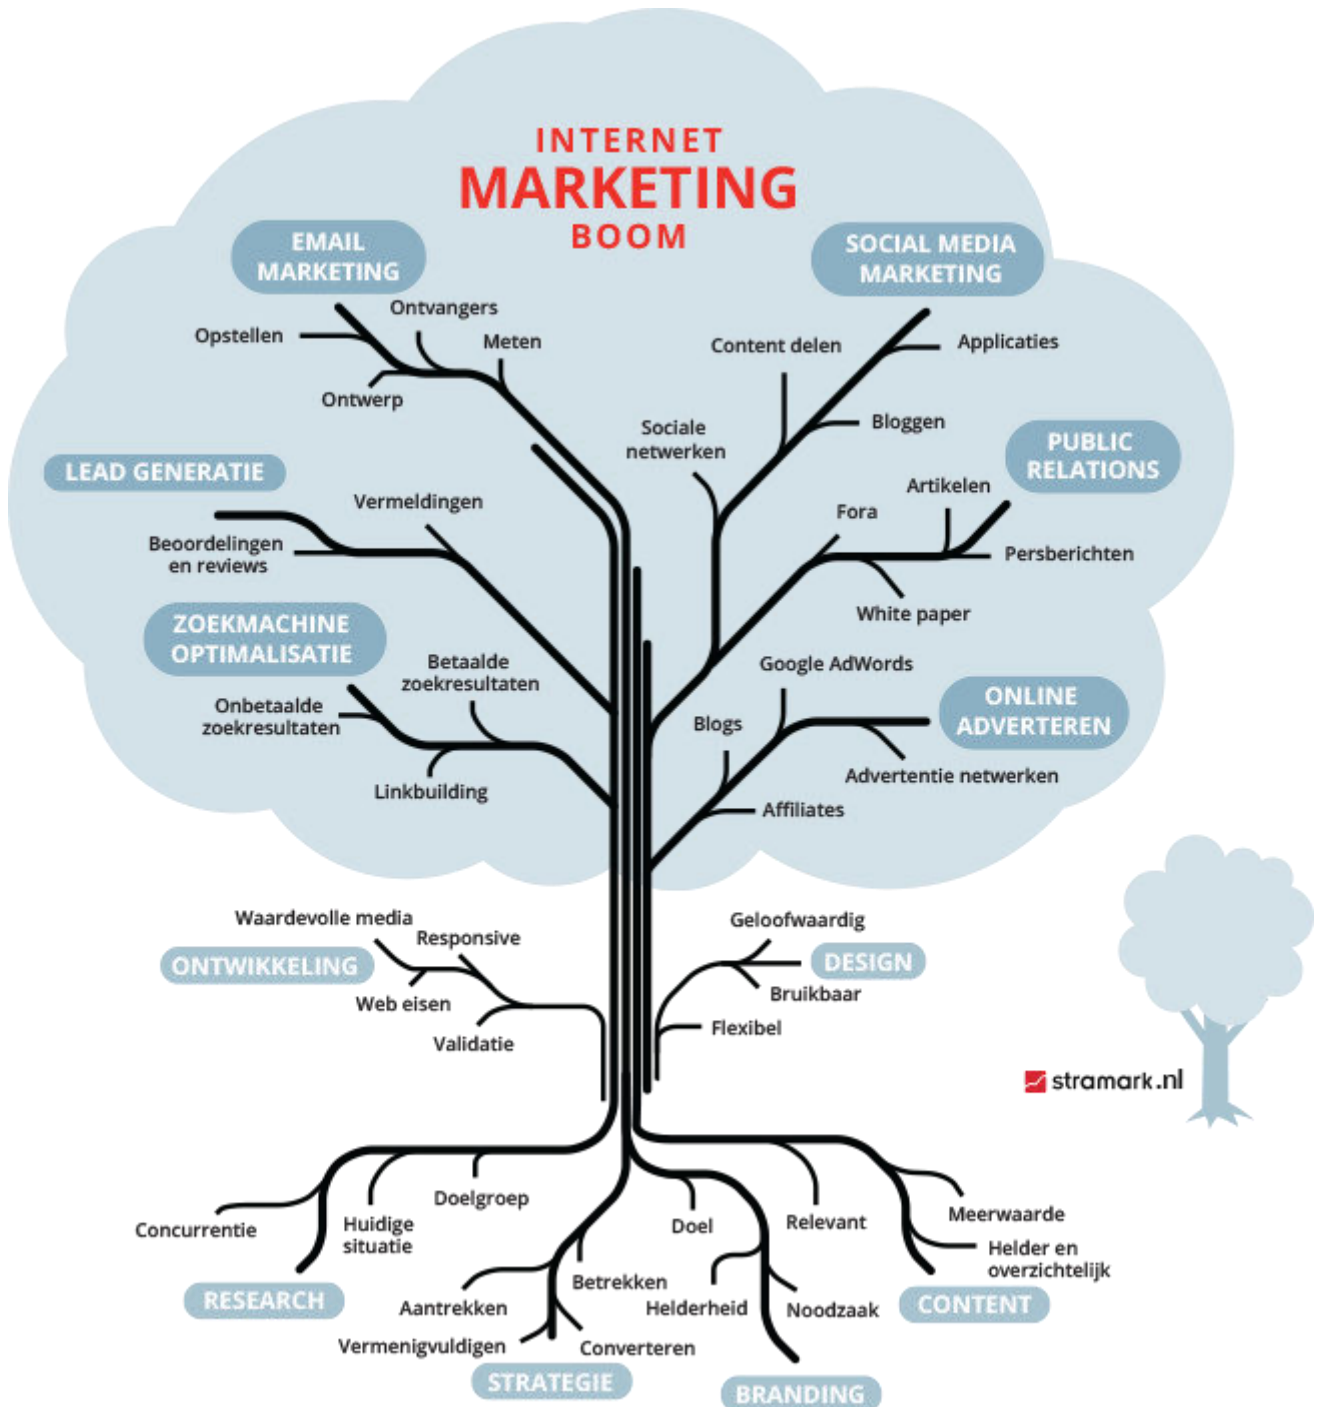 INTERNET
MARKETING
BOOM
EMAIL
MARKETING
Ontvangers
Opstellen
Meten
Ontwerp
SOCIAL MEDIA
MARKETING
Content delen
Applicaties
Bloggen
Sociale
netwerken
LEAD GENERATIE
Vermeldingen
Beoordelingen
en reviews
PUBLIC
RELATIONS
Artikelen
Fora
Persberichten
White paper
ZOEKMACHINE
OPTIMALISATIE
Betaalde
zoekresultaten
Onbetaalde
zoekresultaten
Linkbuilding
Google AdWords
ONLINE
ADVERTEREN
Blogs
Advertentie netwerken
Affiliates
Waardevolle media
Responsive
ONTWIKKELING
Web eisen
Validatie
Geloofwaardig
DESIGN
Bruikbaar
Flexibel
stramark.nl
Doelgroep
Concurrentie
Huidige
situatie
RESEARCH
Betrekken
Aantrekken
Vermenigvuldigen
Converteren
STRATEGIE
Doel
Helderheid
Noodzaak
BRANDING
Relevant
Meerwaarde
Helder en
overzichtelijk
CONTENT